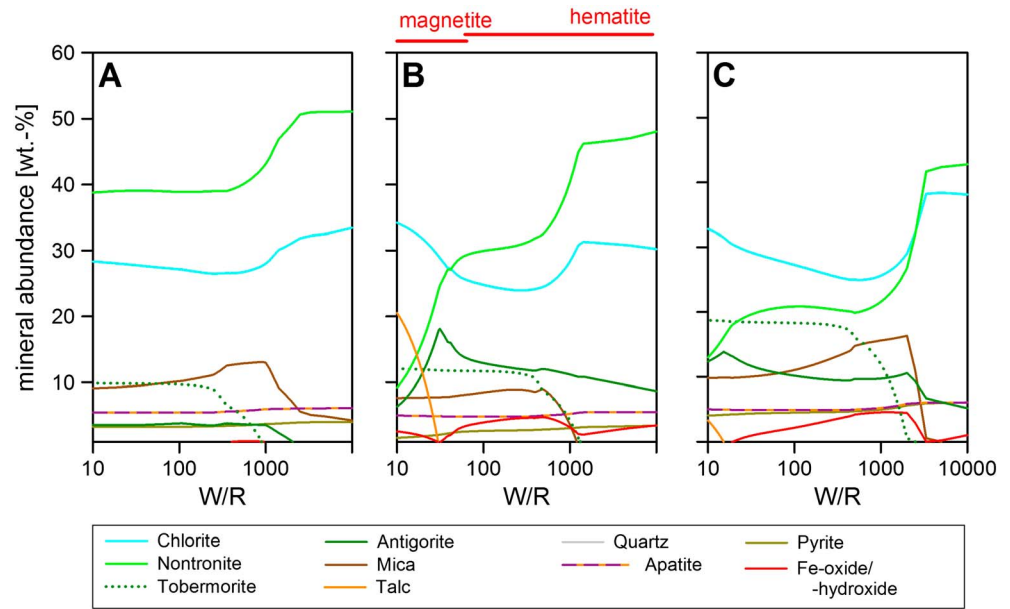 magnetite hematite
60
A B C
50
40
30
20
10
mineral abundance [wt.-%]
10 100 1000 10 100 1000 10 100 1000 10000
W/R W/R W/R
Chlorite Antigorite Quartz Pyrite
Nontronite Mica Apatite Fe-oxide/
Tobermorite Talc -hydroxide